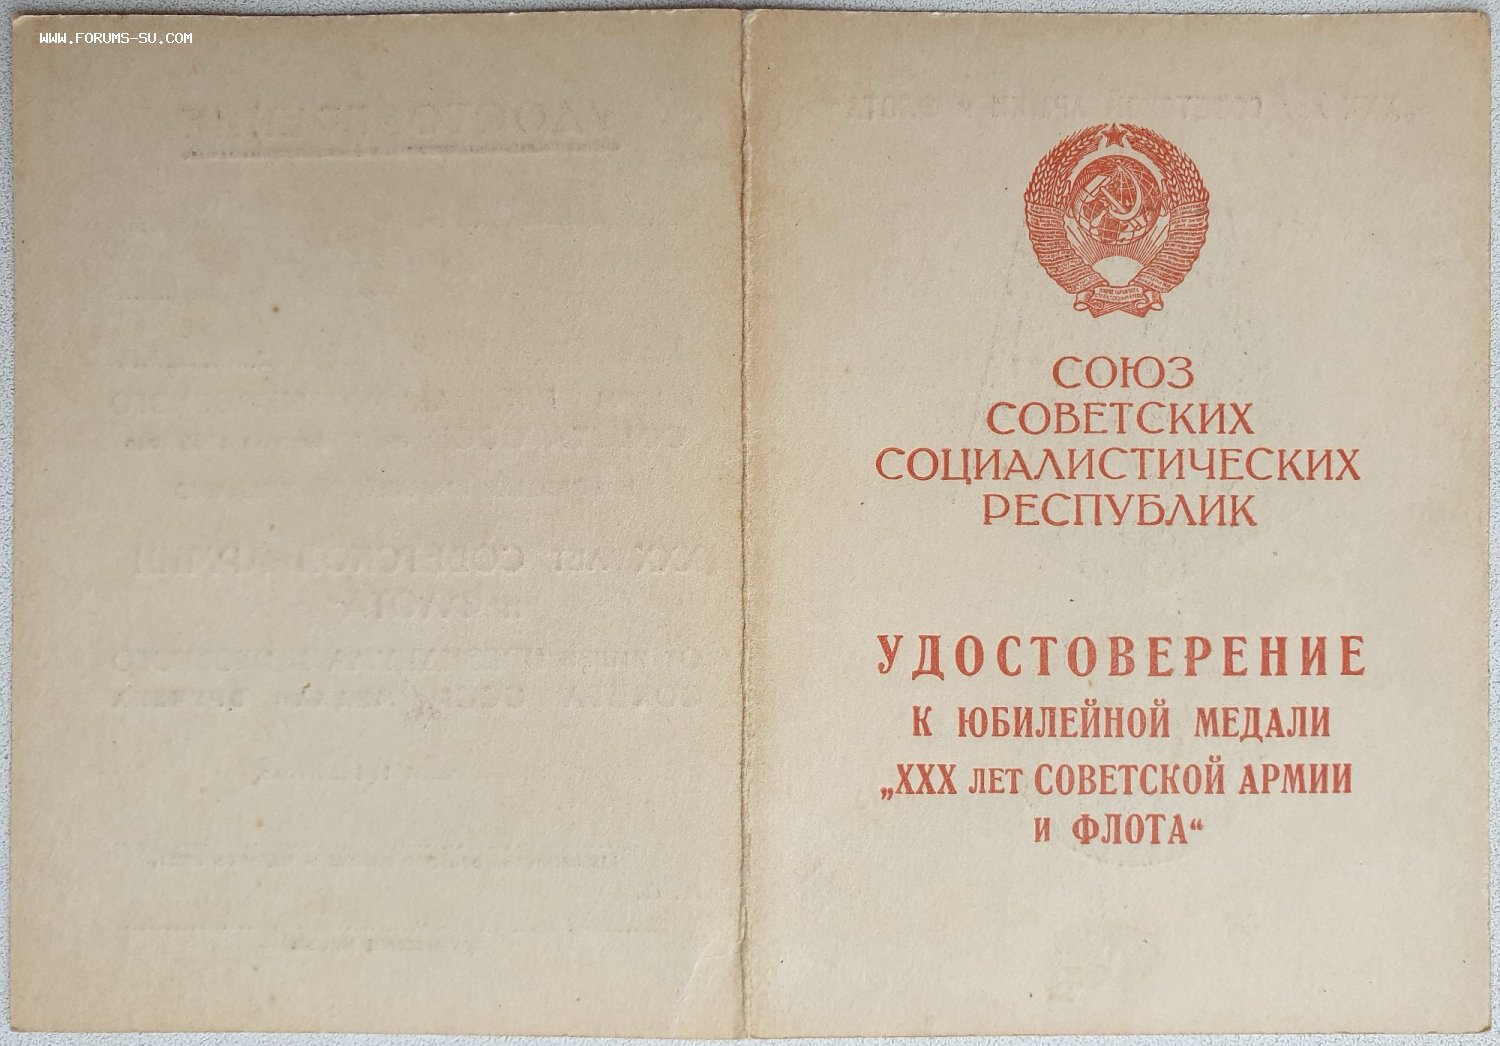 WWW.FORUMS-SU.COM
СОЮЗ
СОВЕТСКИХ
СОЦИАЛИСТИЧЕСКИХ
РЕСПУБЛИК
УДОСТОВЕРЕНИЕ
К ЮБИЛЕЙНОЙ МЕДАЛИ
„XXX ЛЕТ СОВЕТСКОЙ АРМИИ
И ФЛОТА“